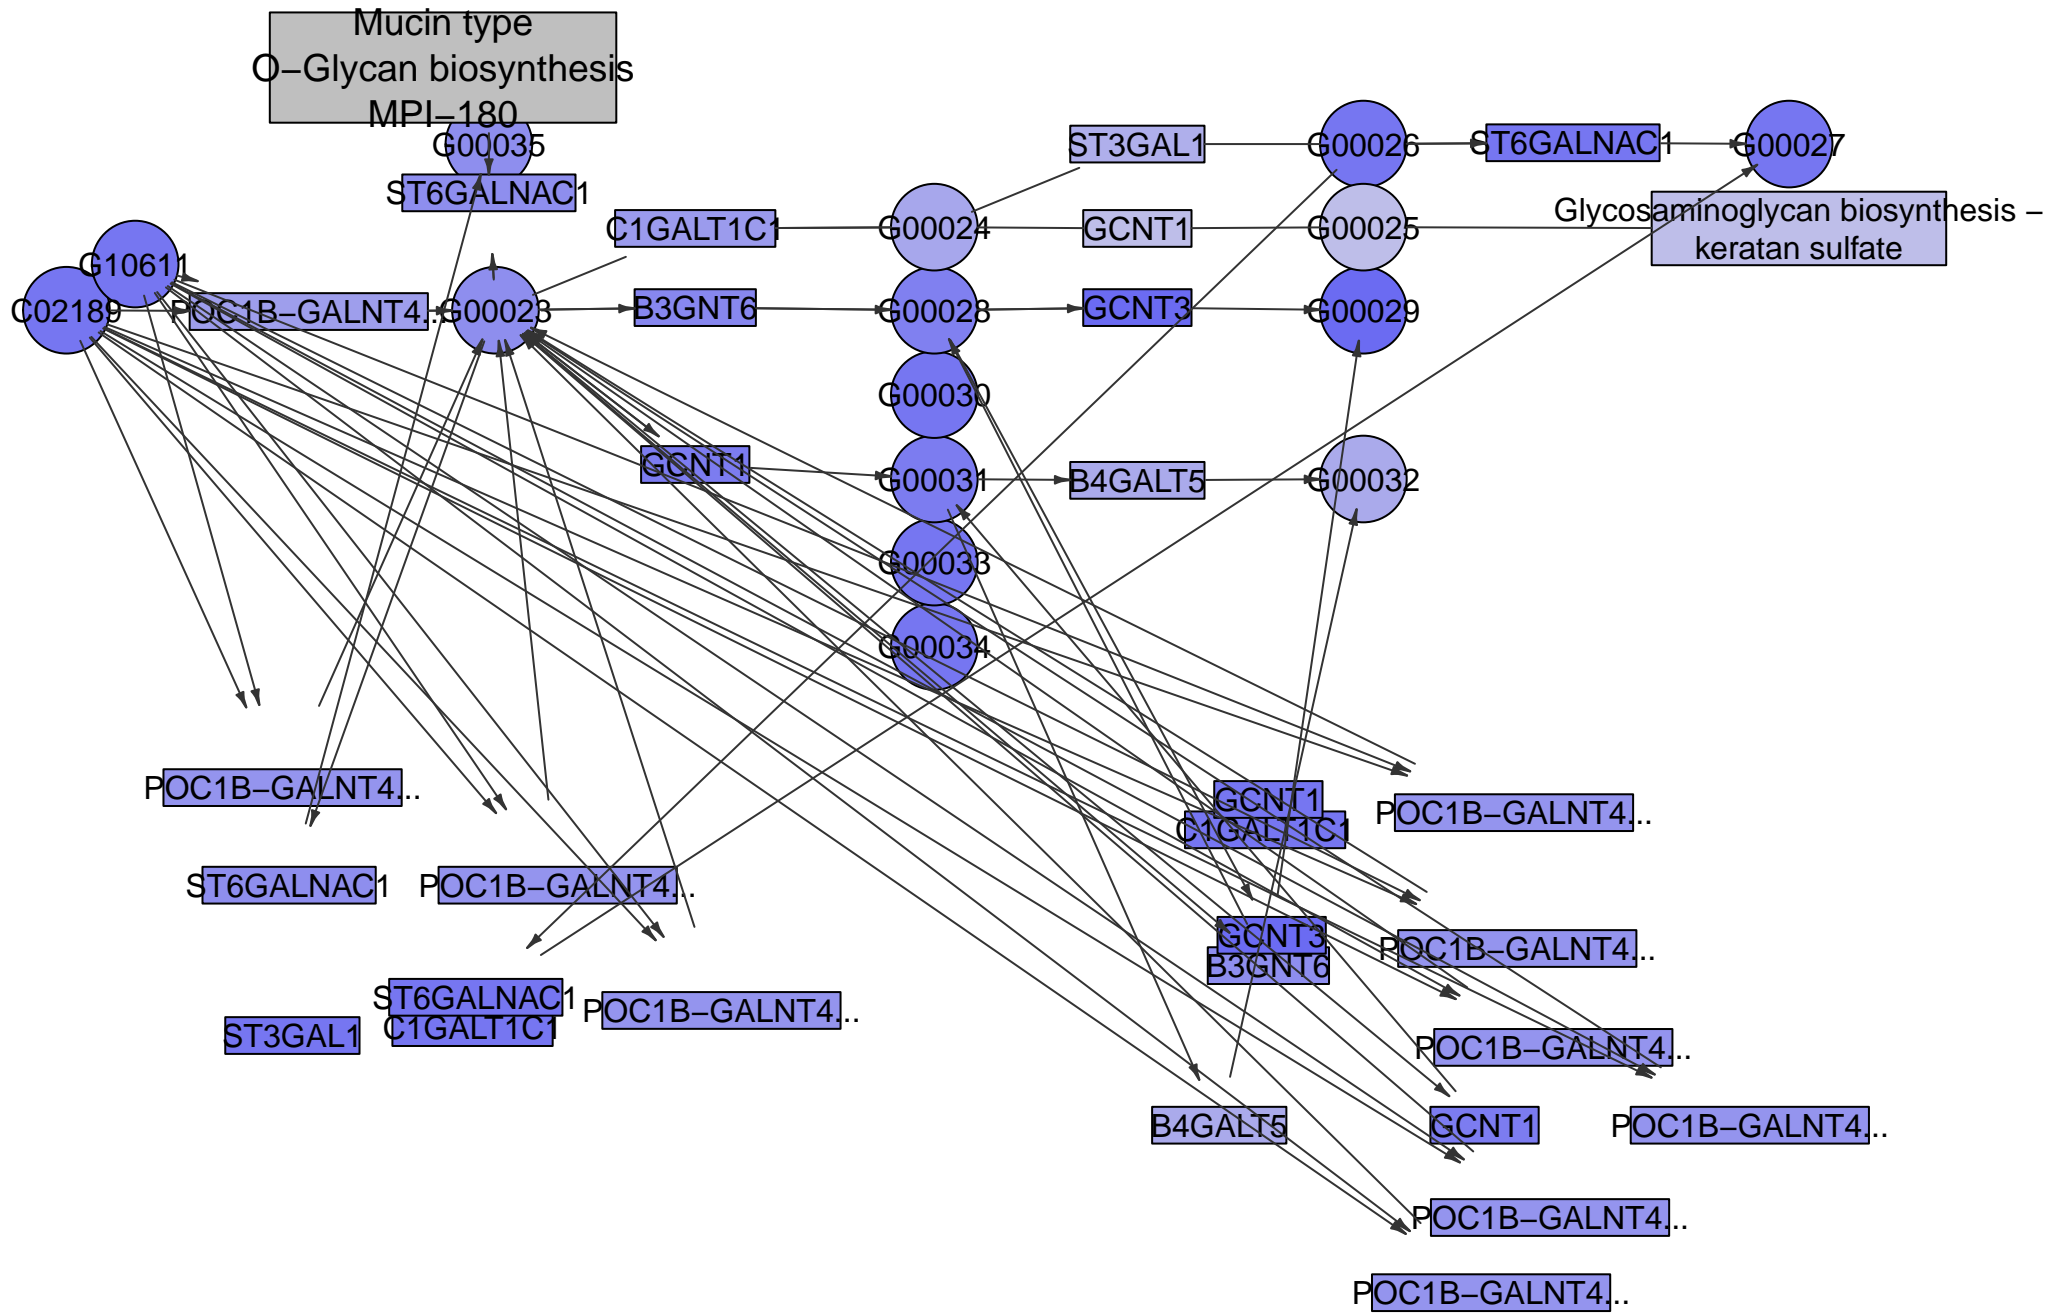 Mucin type
O−Glycan biosynthesis
MPI−180
G00035
ST3GAL1
G00026
ST6GALNAC1
G00027
ST6GALNAC1
C1GALT1C1
G00024
GCNT1
G00025
Glycosaminoglycan biosynthesis −
keratan sulfate
G10611
C02189
POC1B−GALNT4...
G00023
B3GNT6
G00028
GCNT3
G00029
G00030
GCNT1
G00031
B4GALT5
G00032
G00033
G00034
POC1B−GALNT4...
GCNT1
POC1B−GALNT4...
C1GALT1C1
ST6GALNAC1
POC1B−GALNT4...
GCNT3
POC1B−GALNT4...
B3GNT6
ST6GALNAC1
POC1B−GALNT4...
C1GALT1C1
ST3GAL1
POC1B−GALNT4...
B4GALT5
GCNT1
POC1B−GALNT4...
POC1B−GALNT4...
POC1B−GALNT4...